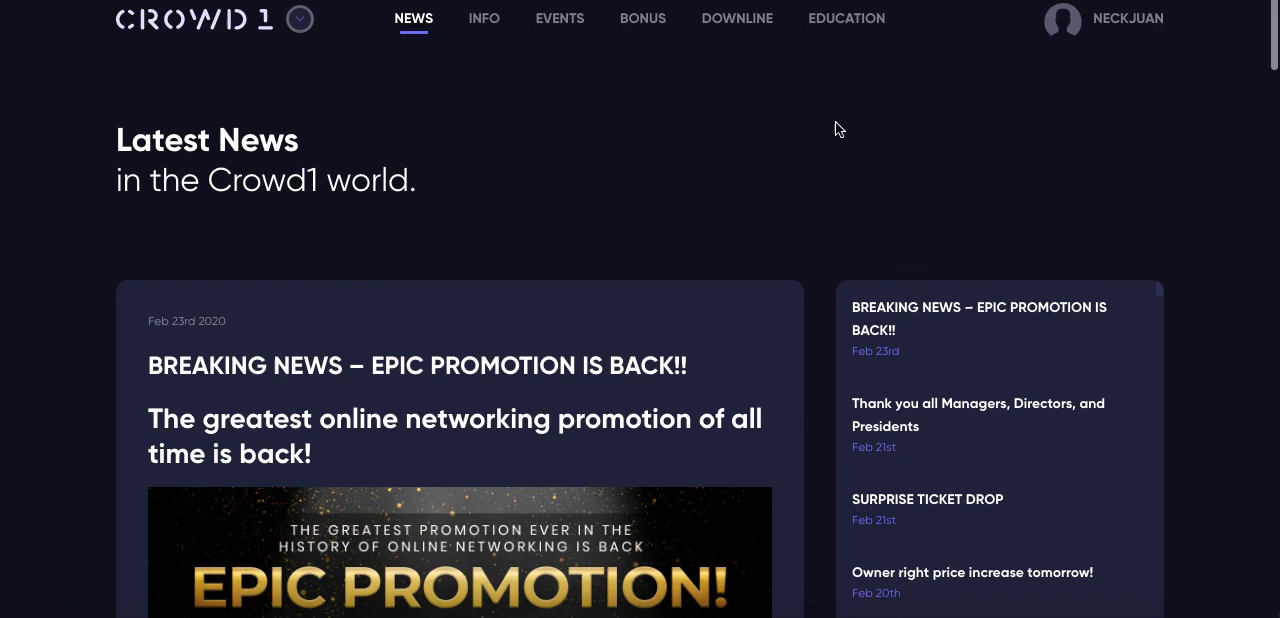 CROWD 1
NEWS
INFO
EVENTS
BONUS
DOWNLINE
EDUCATION
NECKJUAN
Latest News
in the Crowd1 world.
Feb 23rd 2020
BREAKING NEWS – EPIC PROMOTION IS BACK!!
The greatest online networking promotion of all
time is back!
THE GREATEST PROMOTION EVER IN THE
HISTORY OF ONLINE NETWORKING IS BACK
EPIC PROMOTION!
BREAKING NEWS – EPIC PROMOTION IS
BACK!!
Feb 23rd
Thank you all Managers, Directors, and
Presidents
Feb 21st
SURPRISE TICKET DROP
Feb 21st
Owner right price increase tomorrow!
Feb 20th